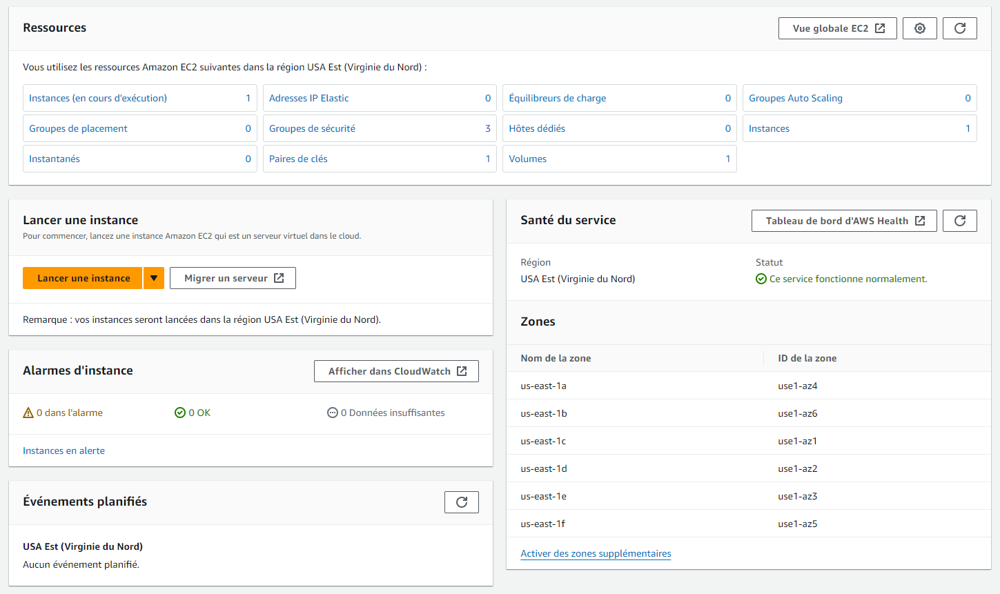 Ressources
Vue globale EC2
Vous utilisez les ressources Amazon EC2 suivantes dans la région USA Est (Virginie du Nord) :
Instances (en cours d'exécution) 1
Adresses IP Elastic 0
Équilibreurs de charge 0
Groupes Auto Scaling 0
Groupes de placement 0
Groupes de sécurité 3
Hôtes dédiés 0
Instances 1
Instantanés 0
Paires de clés 1
Volumes 1
Lancer une instance
Pour commencer, lancez une instance Amazon EC2 qui est un serveur virtuel dans le cloud.
Lancer une instance
Migrer un serveur
Remarque : vos instances seront lancées dans la région USA Est (Virginie du Nord).
Alarmes d'instance
Afficher dans CloudWatch
0 dans l'alarme
0 OK
0 Données insuffisantes
Instances en alerte
Événements planifiés
USA Est (Virginie du Nord)
Aucun événement planifié.
Santé du service
Tableau de bord d'AWS Health
Région
Statut
USA Est (Virginie du Nord)
Ce service fonctionne normalement.
Zones
Nom de la zone
ID de la zone
us-east-1a
use1-az4
us-east-1b
use1-az6
us-east-1c
use1-az1
us-east-1d
use1-az2
us-east-1e
use1-az3
us-east-1f
use1-az5
Activer des zones supplémentaires